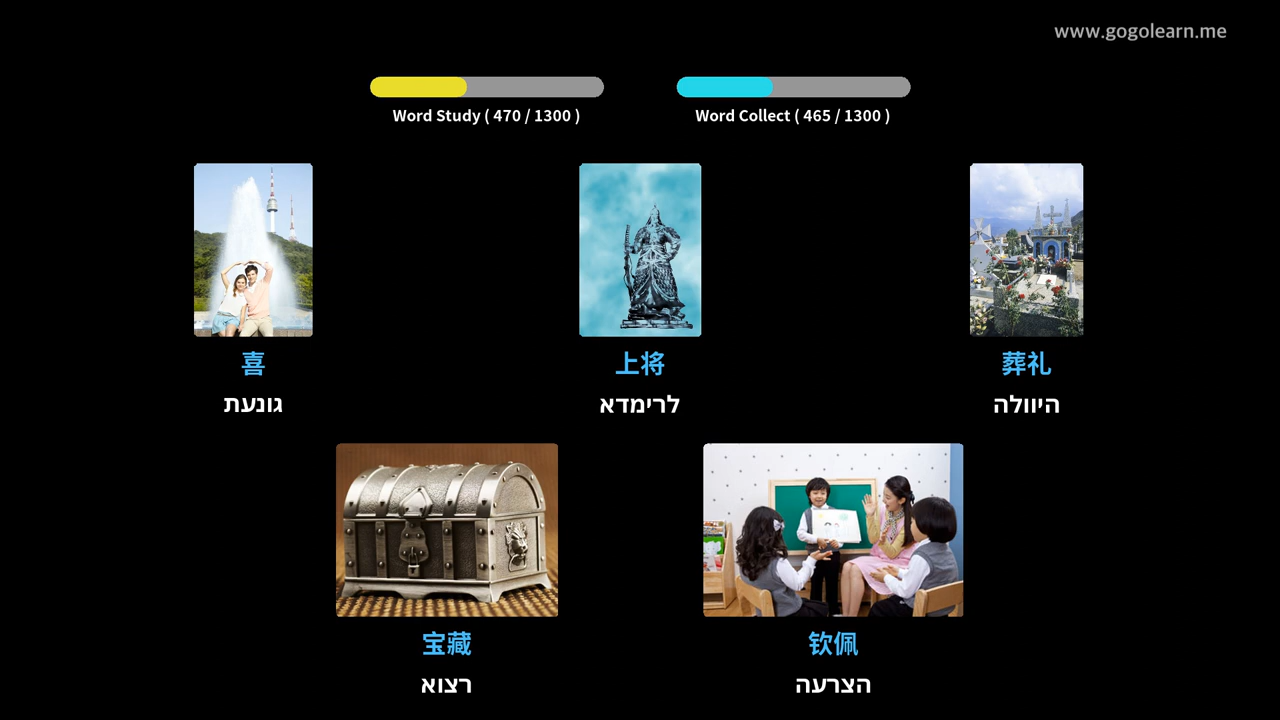 www.gogolearn.me
Word Study ( 470 / 1300 )
Word Collect ( 465 / 1300 )
喜
上将
葬礼
גונעת
לרימדא
היוולה
宝藏
钦佩
רצוא
הצרעה